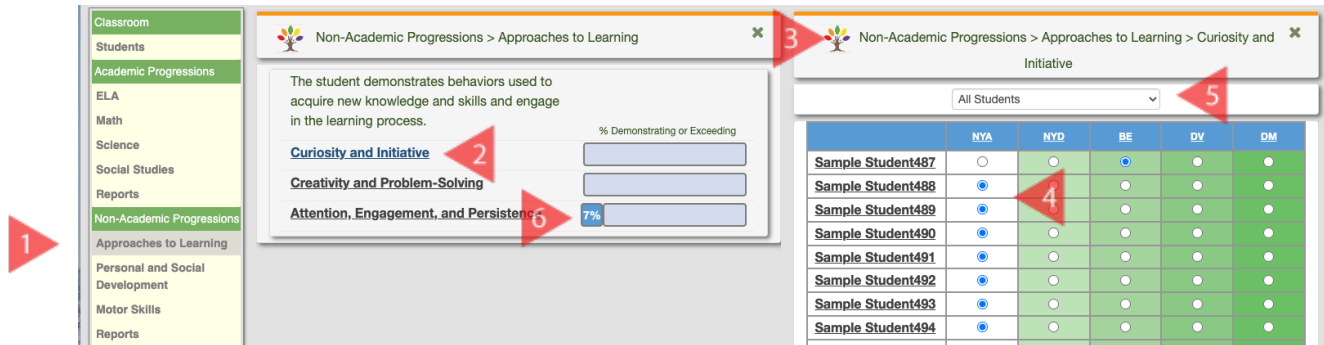 Classroom
Students
Academic Progressions
ELA
Math
Science
Social Studies
Reports
Non-Academic Progressions
1
Approaches to Learning
Personal and Social
Development
Motor Skills
Reports
Non-Academic Progressions > Approaches to Learning
The student demonstrates behaviors used to
acquire new knowledge and skills and engage
in the learning process.
% Demonstrating or Exceeding
Curiosity and Initiative 2
Creativity and Problem-Solving
Attention, Engagement, and Persistence 6 7%
3 Non-Academic Progressions > Approaches to Learning > Curiosity and
Initiative
All Students 5
NYA NYD BE DV DM
Sample Student487
Sample Student488
4
Sample Student489
Sample Student490
Sample Student491
Sample Student492
Sample Student493
Sample Student494